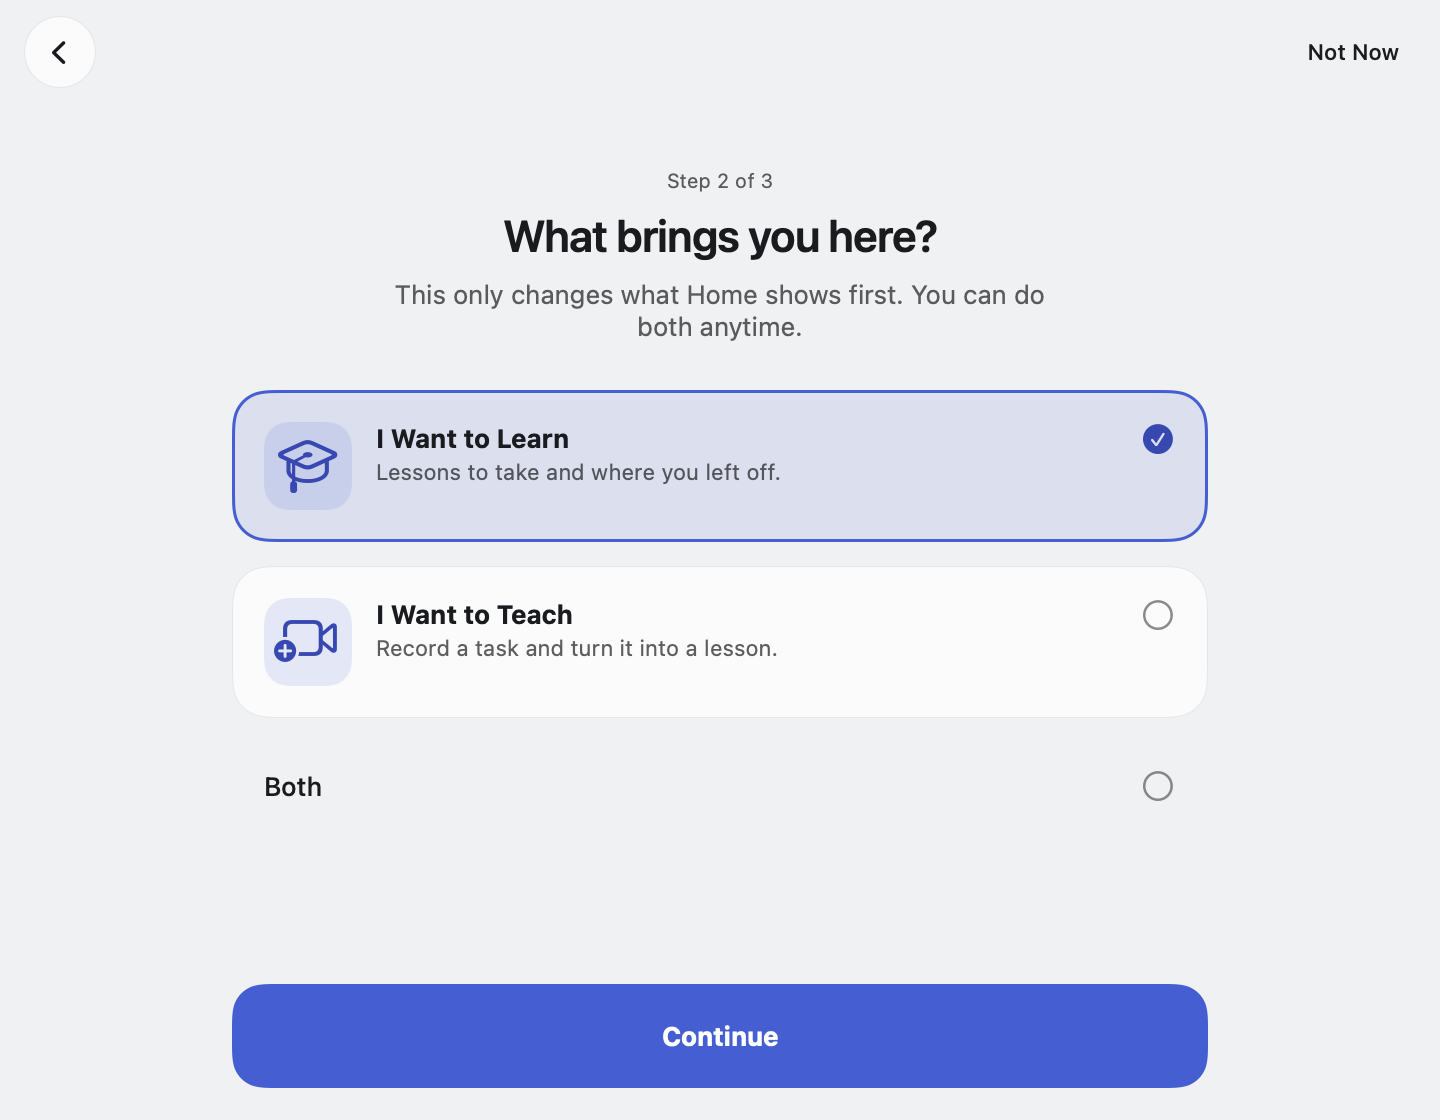 Not Now
Step 2 of 3
What brings you here?
This only changes what Home shows first. You can do
both anytime.
I Want to Learn
Lessons to take and where you left off.
I Want to Teach
Record a task and turn it into a lesson.
Both
Continue